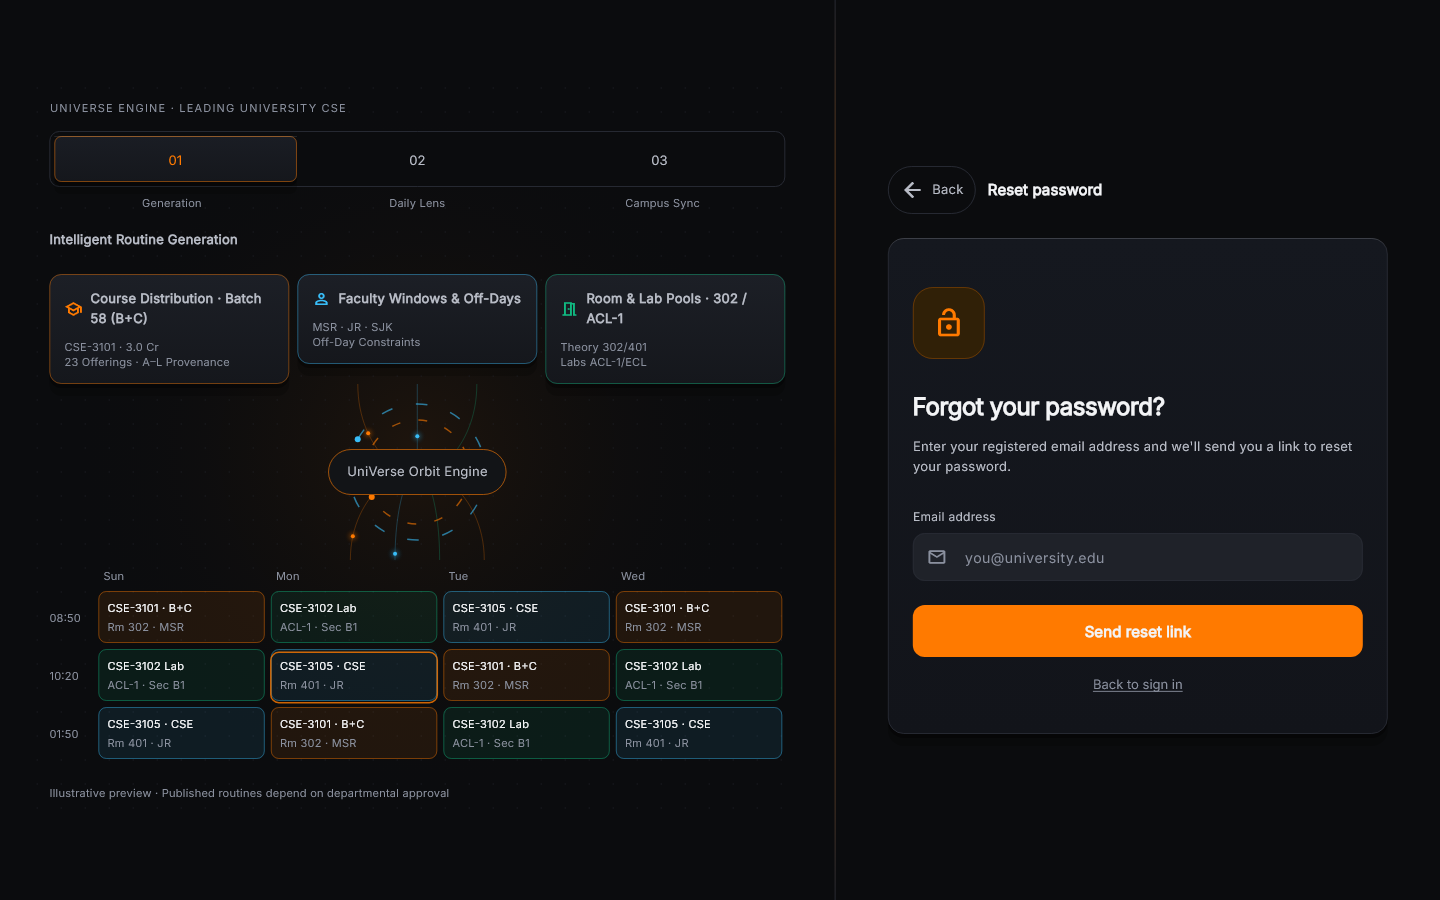 UNIVERSE ENGINE · LEADING UNIVERSITY CSE
01
02
03
Generation
Daily Lens
Campus Sync
Intelligent Routine Generation
Course Distribution · Batch
58 (B+C)
CSE-3101 · 3.0 Cr
23 Offerings · A–L Provenance
Faculty Windows & Off-Days
MSR · JR · SJK
Off-Day Constraints
Room & Lab Pools · 302 /
ACL-1
Theory 302/401
Labs ACL-1/ECL
UniVerse Orbit Engine
Sun
Mon
Tue
Wed
08:50
CSE-3101 · B+C
Rm 302 · MSR
CSE-3102 Lab
ACL-1 · Sec B1
CSE-3105 · CSE
Rm 401 · JR
CSE-3101 · B+C
Rm 302 · MSR
10:20
CSE-3102 Lab
ACL-1 · Sec B1
CSE-3105 · CSE
Rm 401 · JR
CSE-3101 · B+C
Rm 302 · MSR
CSE-3102 Lab
ACL-1 · Sec B1
01:50
CSE-3105 · CSE
Rm 401 · JR
CSE-3101 · B+C
Rm 302 · MSR
CSE-3102 Lab
ACL-1 · Sec B1
CSE-3105 · CSE
Rm 401 · JR
Illustrative preview · Published routines depend on departmental approval
Back
Reset password
Forgot your password?
Enter your registered email address and we'll send you a link to reset
your password.
Email address
you@university.edu
Send reset link
Back to sign in